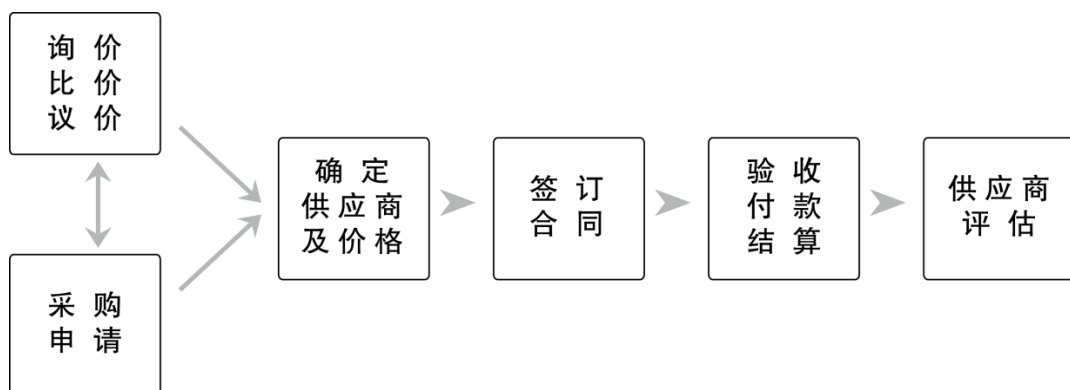 询价
比价
议价
采购
申请
确定
供应商
及价格
签订
合同
验收
付款
结算
供应商
评估